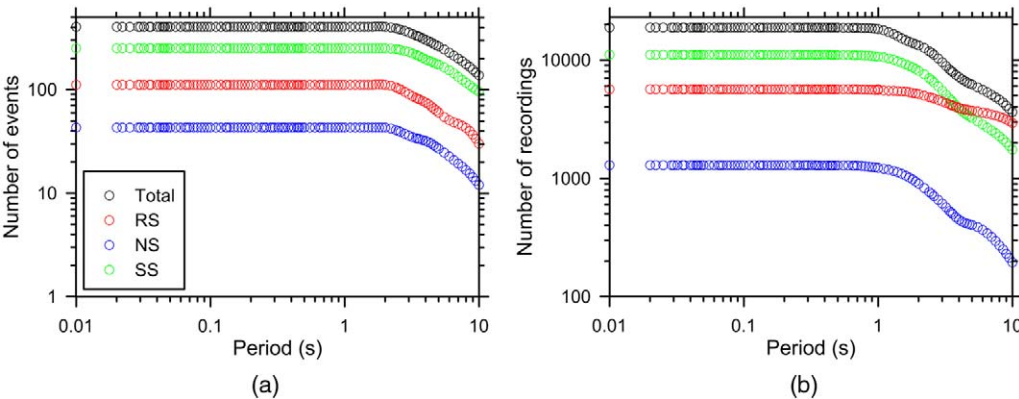 Number of events
100
10
1
Total
RS
NS
SS
0.01
0.1
1
10
Period (s)
(a)
Number of recordings
10000
1000
100
0.01
0.1
1
10
Period (s)
(b)